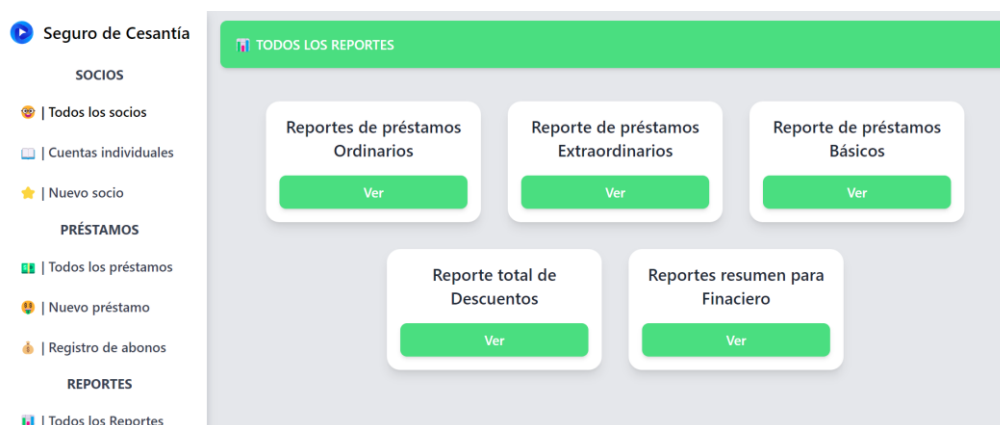 Seguro de Cesantía
SOCIOS
| Todos los socios
| Cuentas individuales
| Nuevo socio
PRÉSTAMOS
| Todos los préstamos
| Nuevo préstamo
| Registro de abonos
REPORTES
| Todos los Reportes
TODOS LOS REPORTES
Reportes de préstamos
Ordinarios
Ver
Reporte de préstamos
Extraordinarios
Ver
Reporte de préstamos
Básicos
Ver
Reporte total de
Descuentos
Ver
Reportes resumen para
Finaciero
Ver